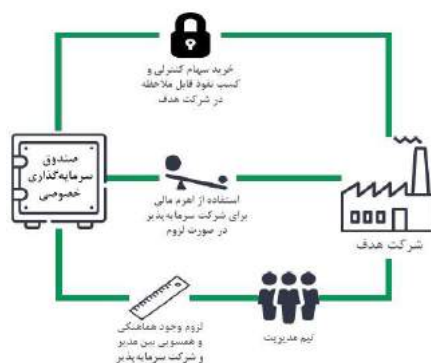 خرید سهام کنترلی و
کسب نفوذ قابل ملاحظه
در شرکت هدف
صندوق
سرمایه‌گذاری
خصوصی
استفاده از اهرم مالی
برای شرکت سرمایه‌پذیر
در صورت لزوم
شرکت هدف
تیم مدیریت
لزوم وجود هماهنگی
و همسویی بین مدیر
و شرکت سرمایه‌پذیر